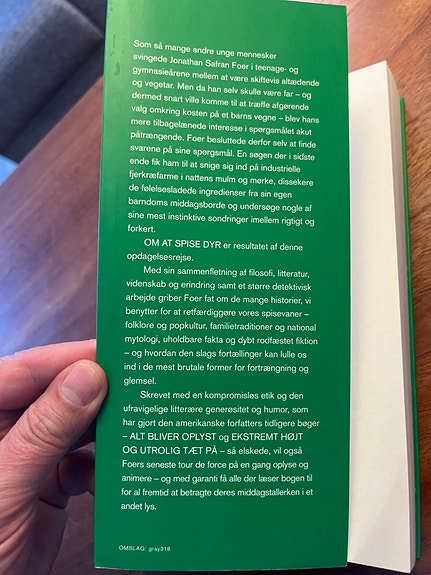 Som så mange andre unge mennesker
svingede Jonathan Safran Foer i teenage- og
gymnasieårene mellem at være skiftevis altædende
og vegetar. Men da han selv skulle være far – og
dermed snart ville komme til at træffe afgørende
valg omkring kosten på et barns vegne – blev hans
mere tilbagelænede interesse i spørgsmålet akut
påtrængende. Foer besluttede derfor selv at finde
svarene på sine spørgsmål. En søgen der i sidste
ende fik ham til at snige sig ind på industrielle
fjerkræfarme i nattens mulm og mørke, dissekere
de følelsesladede ingredienser fra sin egen
barndoms middagsborde og undersøge nogle af
sine mest instinktive sondringer imellem rigtigt og
forkert.
OM AT SPISE DYR er resultatet af denne
opdagelsesrejse.
Med sin sammenfletning af filosofi, litteratur,
videnskab og erindring samt et større detektivisk
arbejde griber Foer fat om de mange historier, vi
benytter for at retfærdiggøre vores spisevaner –
folklore og popkultur, familietraditioner og national
mytologi, uholdbare fakta og dybt rodfæstet fiktion
– og hvordan den slags fortællinger kan lulle os
ind i de mest brutale former for fortrængning og
glemsel.
Skrevet med en kompromisløs etik og den
ufravigelige litterære generøsitet og humor, som
har gjort den amerikanske forfatters tidligere bøger
– ALT BLIVER OPLYST og EKSTREMT HØJT
OG UTROLIG TÆT PÅ – så elskede, vil også
Foers seneste tour de force på en gang oplyse og
animere – og med garanti få alle der læser bogen til
for al fremtid at betragte deres middagstallerken i et
andet lys.
OMSLAG: gray318